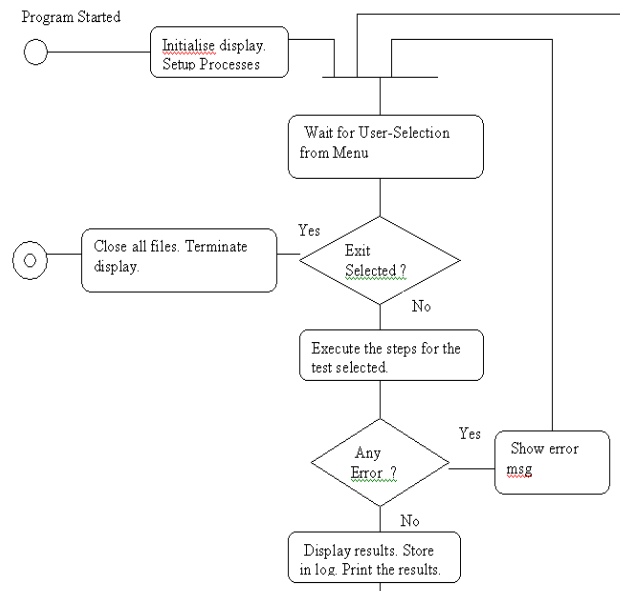 Program Started
Initialise display.
Setup Processes
Wait for User-Selection
from Menu
Yes
Exit
Selected ?
Close all files. Terminate
display.
No
Execute the steps for the
test selected.
Any
Error ?
Yes
Show error
msg
No
Display results. Store
in log. Print the results.